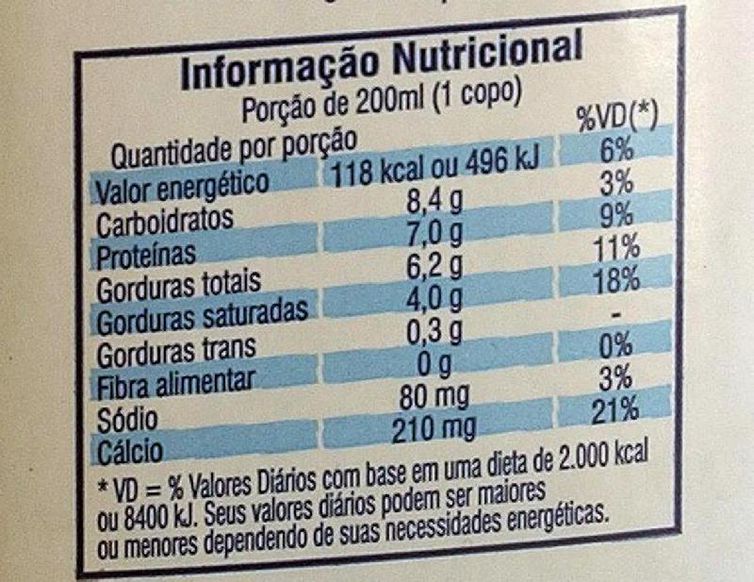 Informação Nutricional
Porção de 200ml (1 copo)
Quantidade por porção %VD(*)
Valor energético 118 kcal ou 496 kJ 6%
Carboidratos 8,4 g 3%
Proteínas 7,0 g 9%
Gorduras totais 6,2 g 11%
Gorduras saturadas 4,0 g 18%
Gorduras trans 0,3 g -
Fibra alimentar 0 g 0%
Sódio 80 mg 3%
Cálcio 210 mg 21%
* VD = % Valores Diários com base em uma dieta de 2.000 kcal
ou 8400 kJ. Seus valores diários podem ser maiores
ou menores dependendo de suas necessidades energéticas.